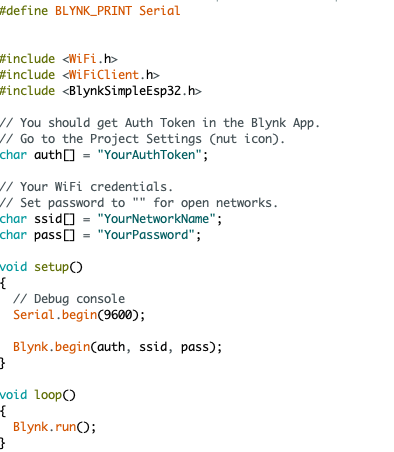 #define BLYNK_PRINT Serial
#include <WiFi.h>
#include <WiFiClient.h>
#include <BlynkSimpleEsp32.h>
// You should get Auth Token in the Blynk App.
// Go to the Project Settings (nut icon).
char auth[] = "YourAuthToken";
// Your WiFi credentials.
// Set password to "" for open networks.
char ssid[] = "YourNetworkName";
char pass[] = "YourPassword";
void setup()
{
  // Debug console
  Serial.begin(9600);
  Blynk.begin(auth, ssid, pass);
}
void loop()
{
  Blynk.run();
}